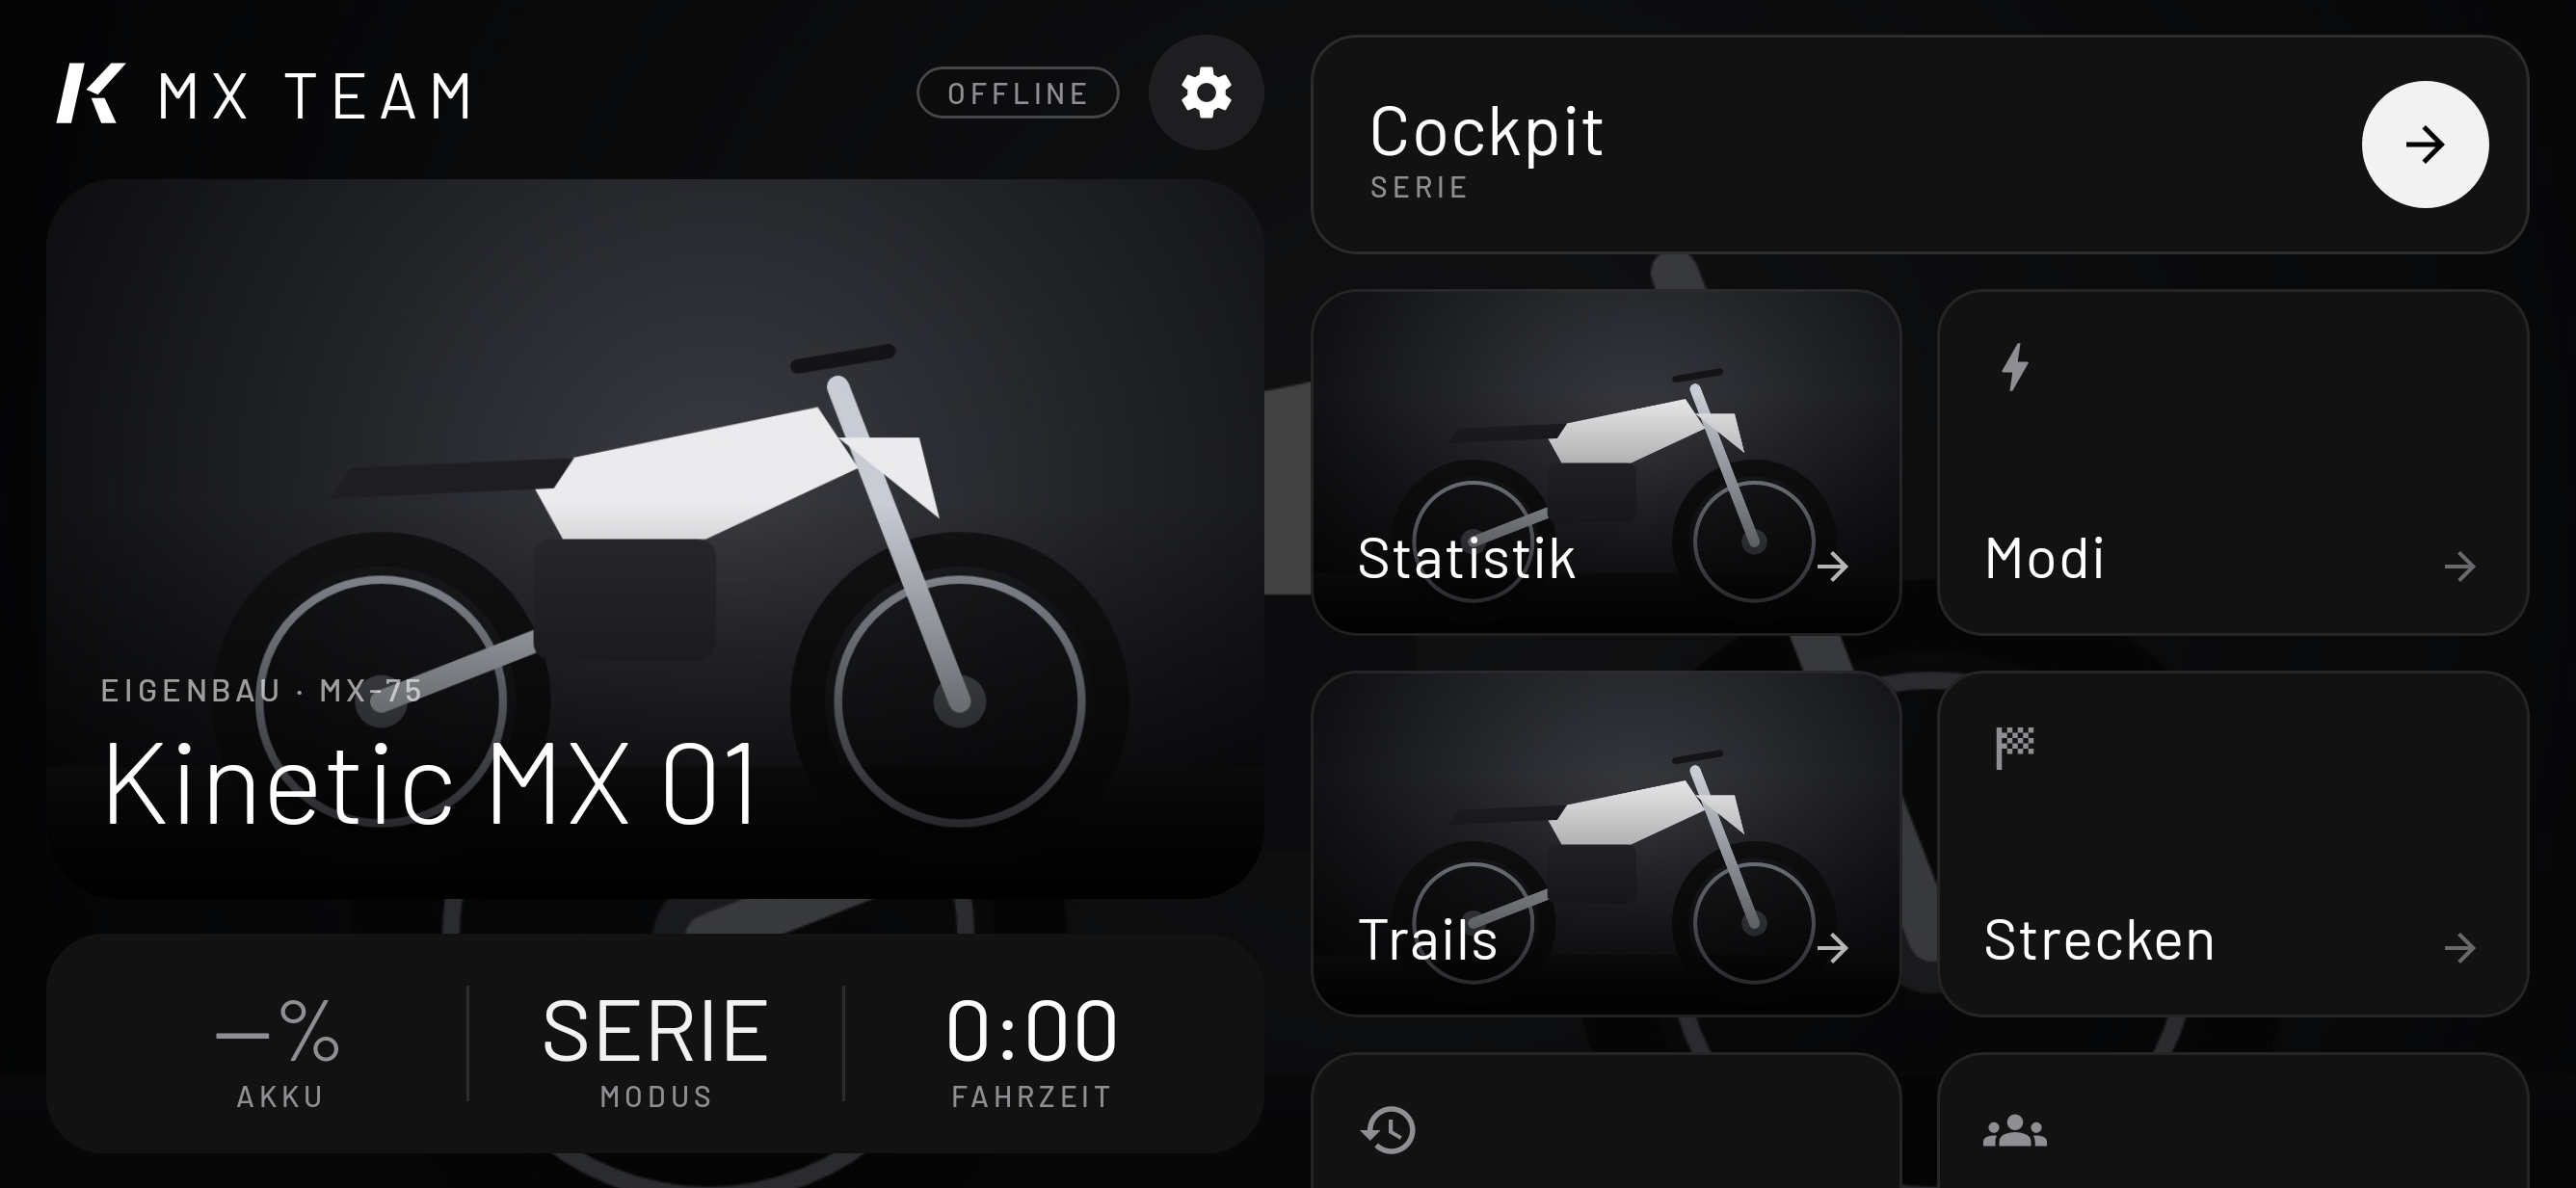 MX TEAM
OFFLINE
EIGENBAU · MX-75
Kinetic MX 01
—%
AKKU
SERIE
MODUS
0:00
FAHRZEIT
Cockpit
SERIE
Statistik
Modi
Trails
Strecken